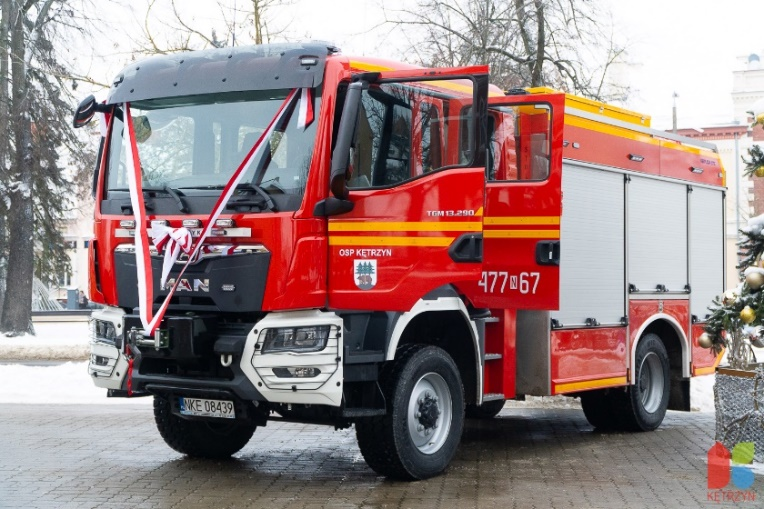 TGM 13.290
OSP KĘTRZYN
477 N 67
MAN
NKE 08439
KĘTRZYN